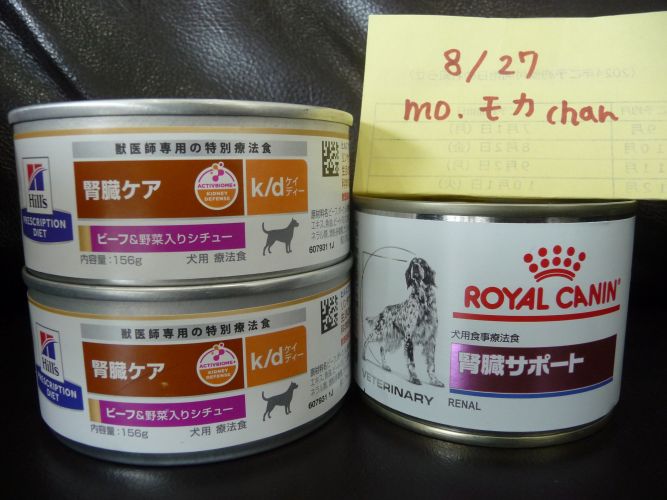 8/27
mo. モカchan
獣医師専用の特別療法食
Hill's
PRESCRIPTION
DIET
腎臓ケア
ACTIVBIOME+
KIDNEY
DEFENSE
k/d ケイディー
ビーフ&野菜入りシチュー
内容量:156g 犬用 療法食
607931 1J
獣医師専用の特別療法食
Hill's
PRESCRIPTION
DIET
腎臓ケア
ACTIVBIOME+
KIDNEY
DEFENSE
k/d ケイディー
ビーフ&野菜入りシチュー
内容量:156g 犬用 療法食
607931 1J
ROYAL CANIN
犬用食事療法食
腎臓サポート
VETERINARY
RENAL